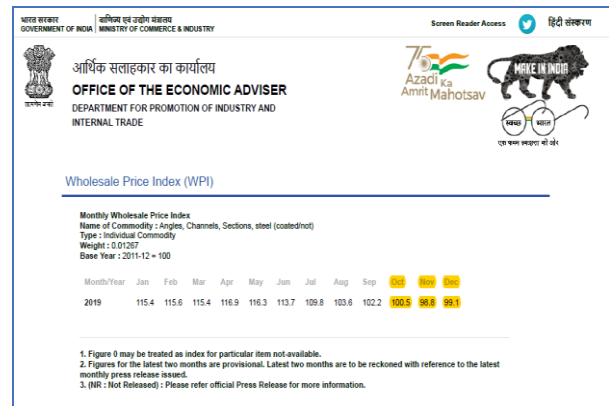 भारत सरकार
GOVERNMENT OF INDIA
वाणिज्य एवं उद्योग मंत्रालय
MINISTRY OF COMMERCE & INDUSTRY
Screen Reader Access
हिंदी संस्करण
सत्यमेव जयते
आर्थिक सलाहकार का कार्यालय
OFFICE OF THE ECONOMIC ADVISER
DEPARTMENT FOR PROMOTION OF INDUSTRY AND
INTERNAL TRADE
75
Azadi Ka
Amrit Mahotsav
MAKE IN INDIA
स्वच्छ भारत
एक कदम स्वच्छता की ओर
Wholesale Price Index (WPI)
Monthly Wholesale Price Index
Name of Commodity : Angles, Channels, Sections, steel (coated/not)
Type : Individual Commodity
Weight : 0.01267
Base Year : 2011-12 = 100
Month/Year Jan Feb Mar Apr May Jun Jul Aug Sep Oct Nov Dec
2019 115.4 115.6 115.4 116.9 116.3 113.7 109.8 103.6 102.2 100.5 98.8 99.1
1. Figure 0 may be treated as index for particular item not-available.
2. Figures for the latest two months are provisional. Latest two months are to be reckoned with reference to the latest
monthly press release issued.
3. (NR : Not Released) : Please refer official Press Release for more information.